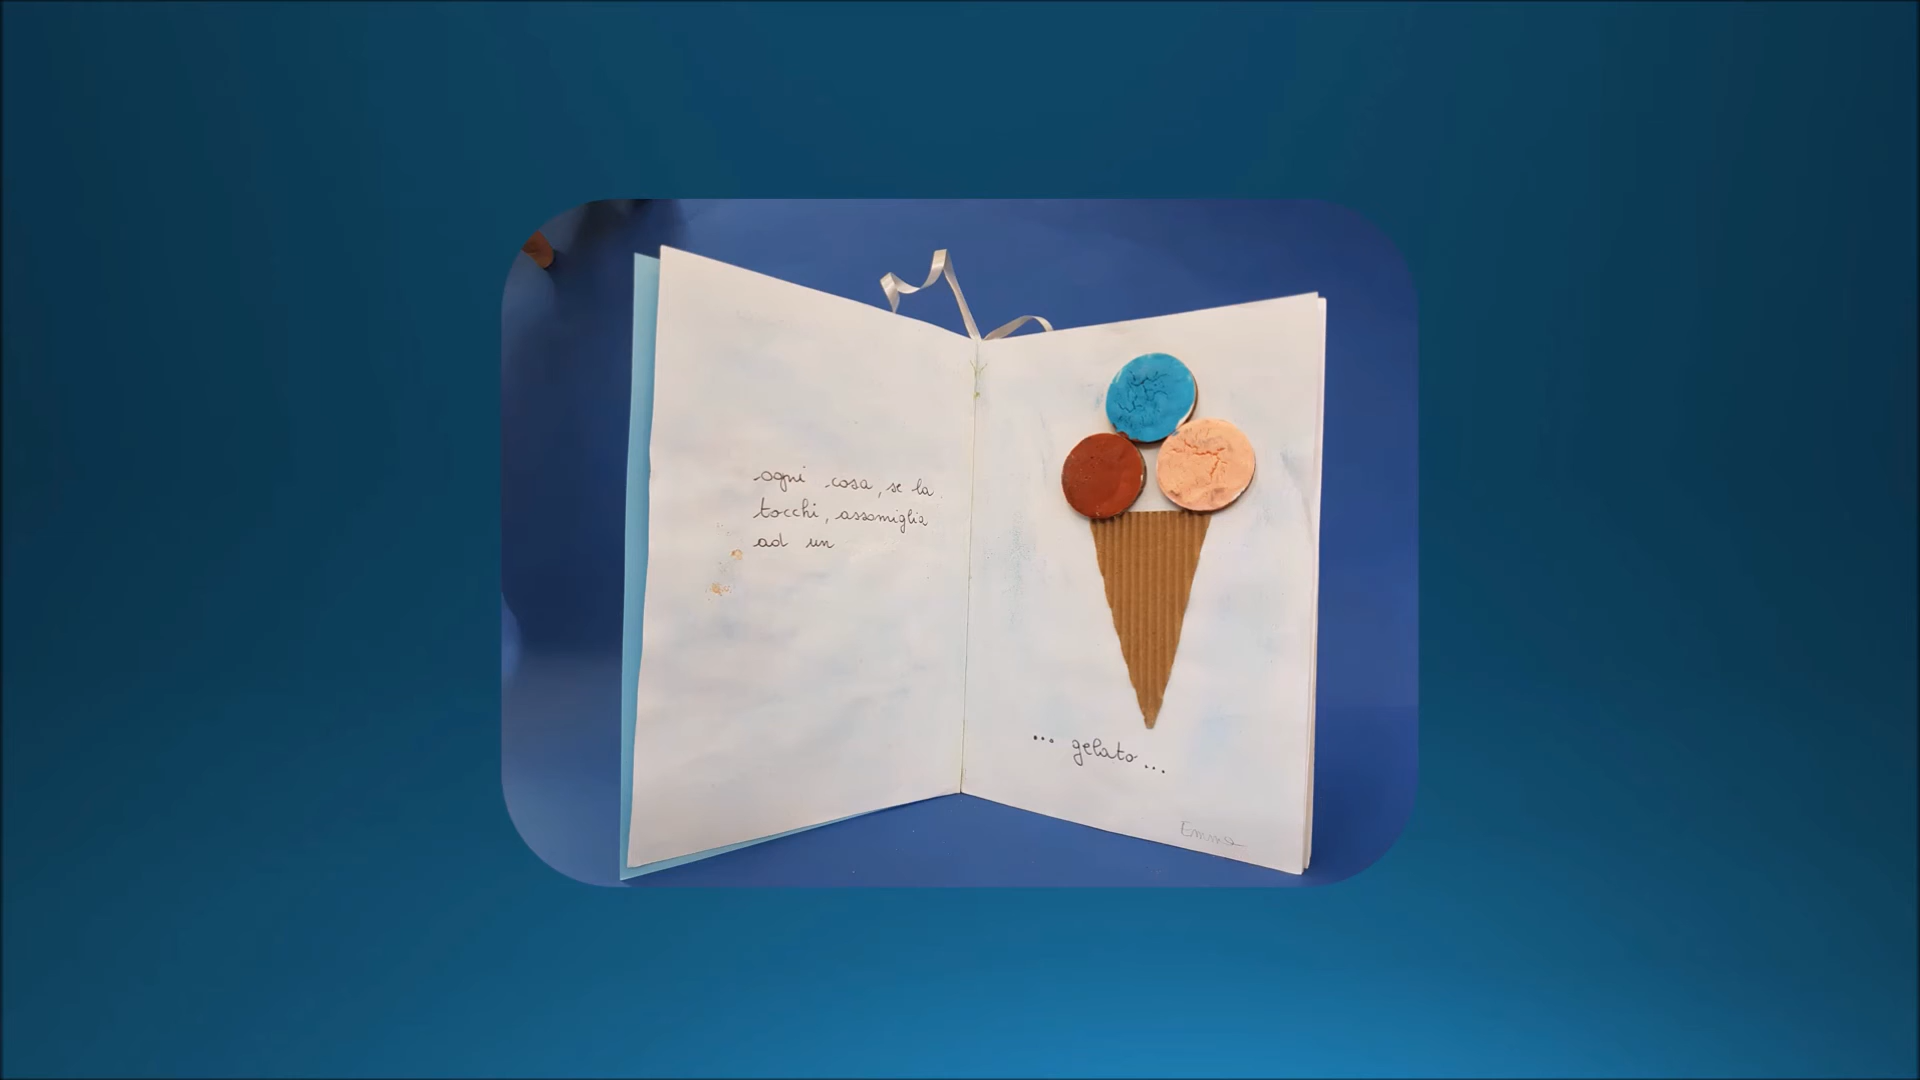 ogni cosa, se la
tocchi, assomiglia
ad un
... gelato ...
Emma